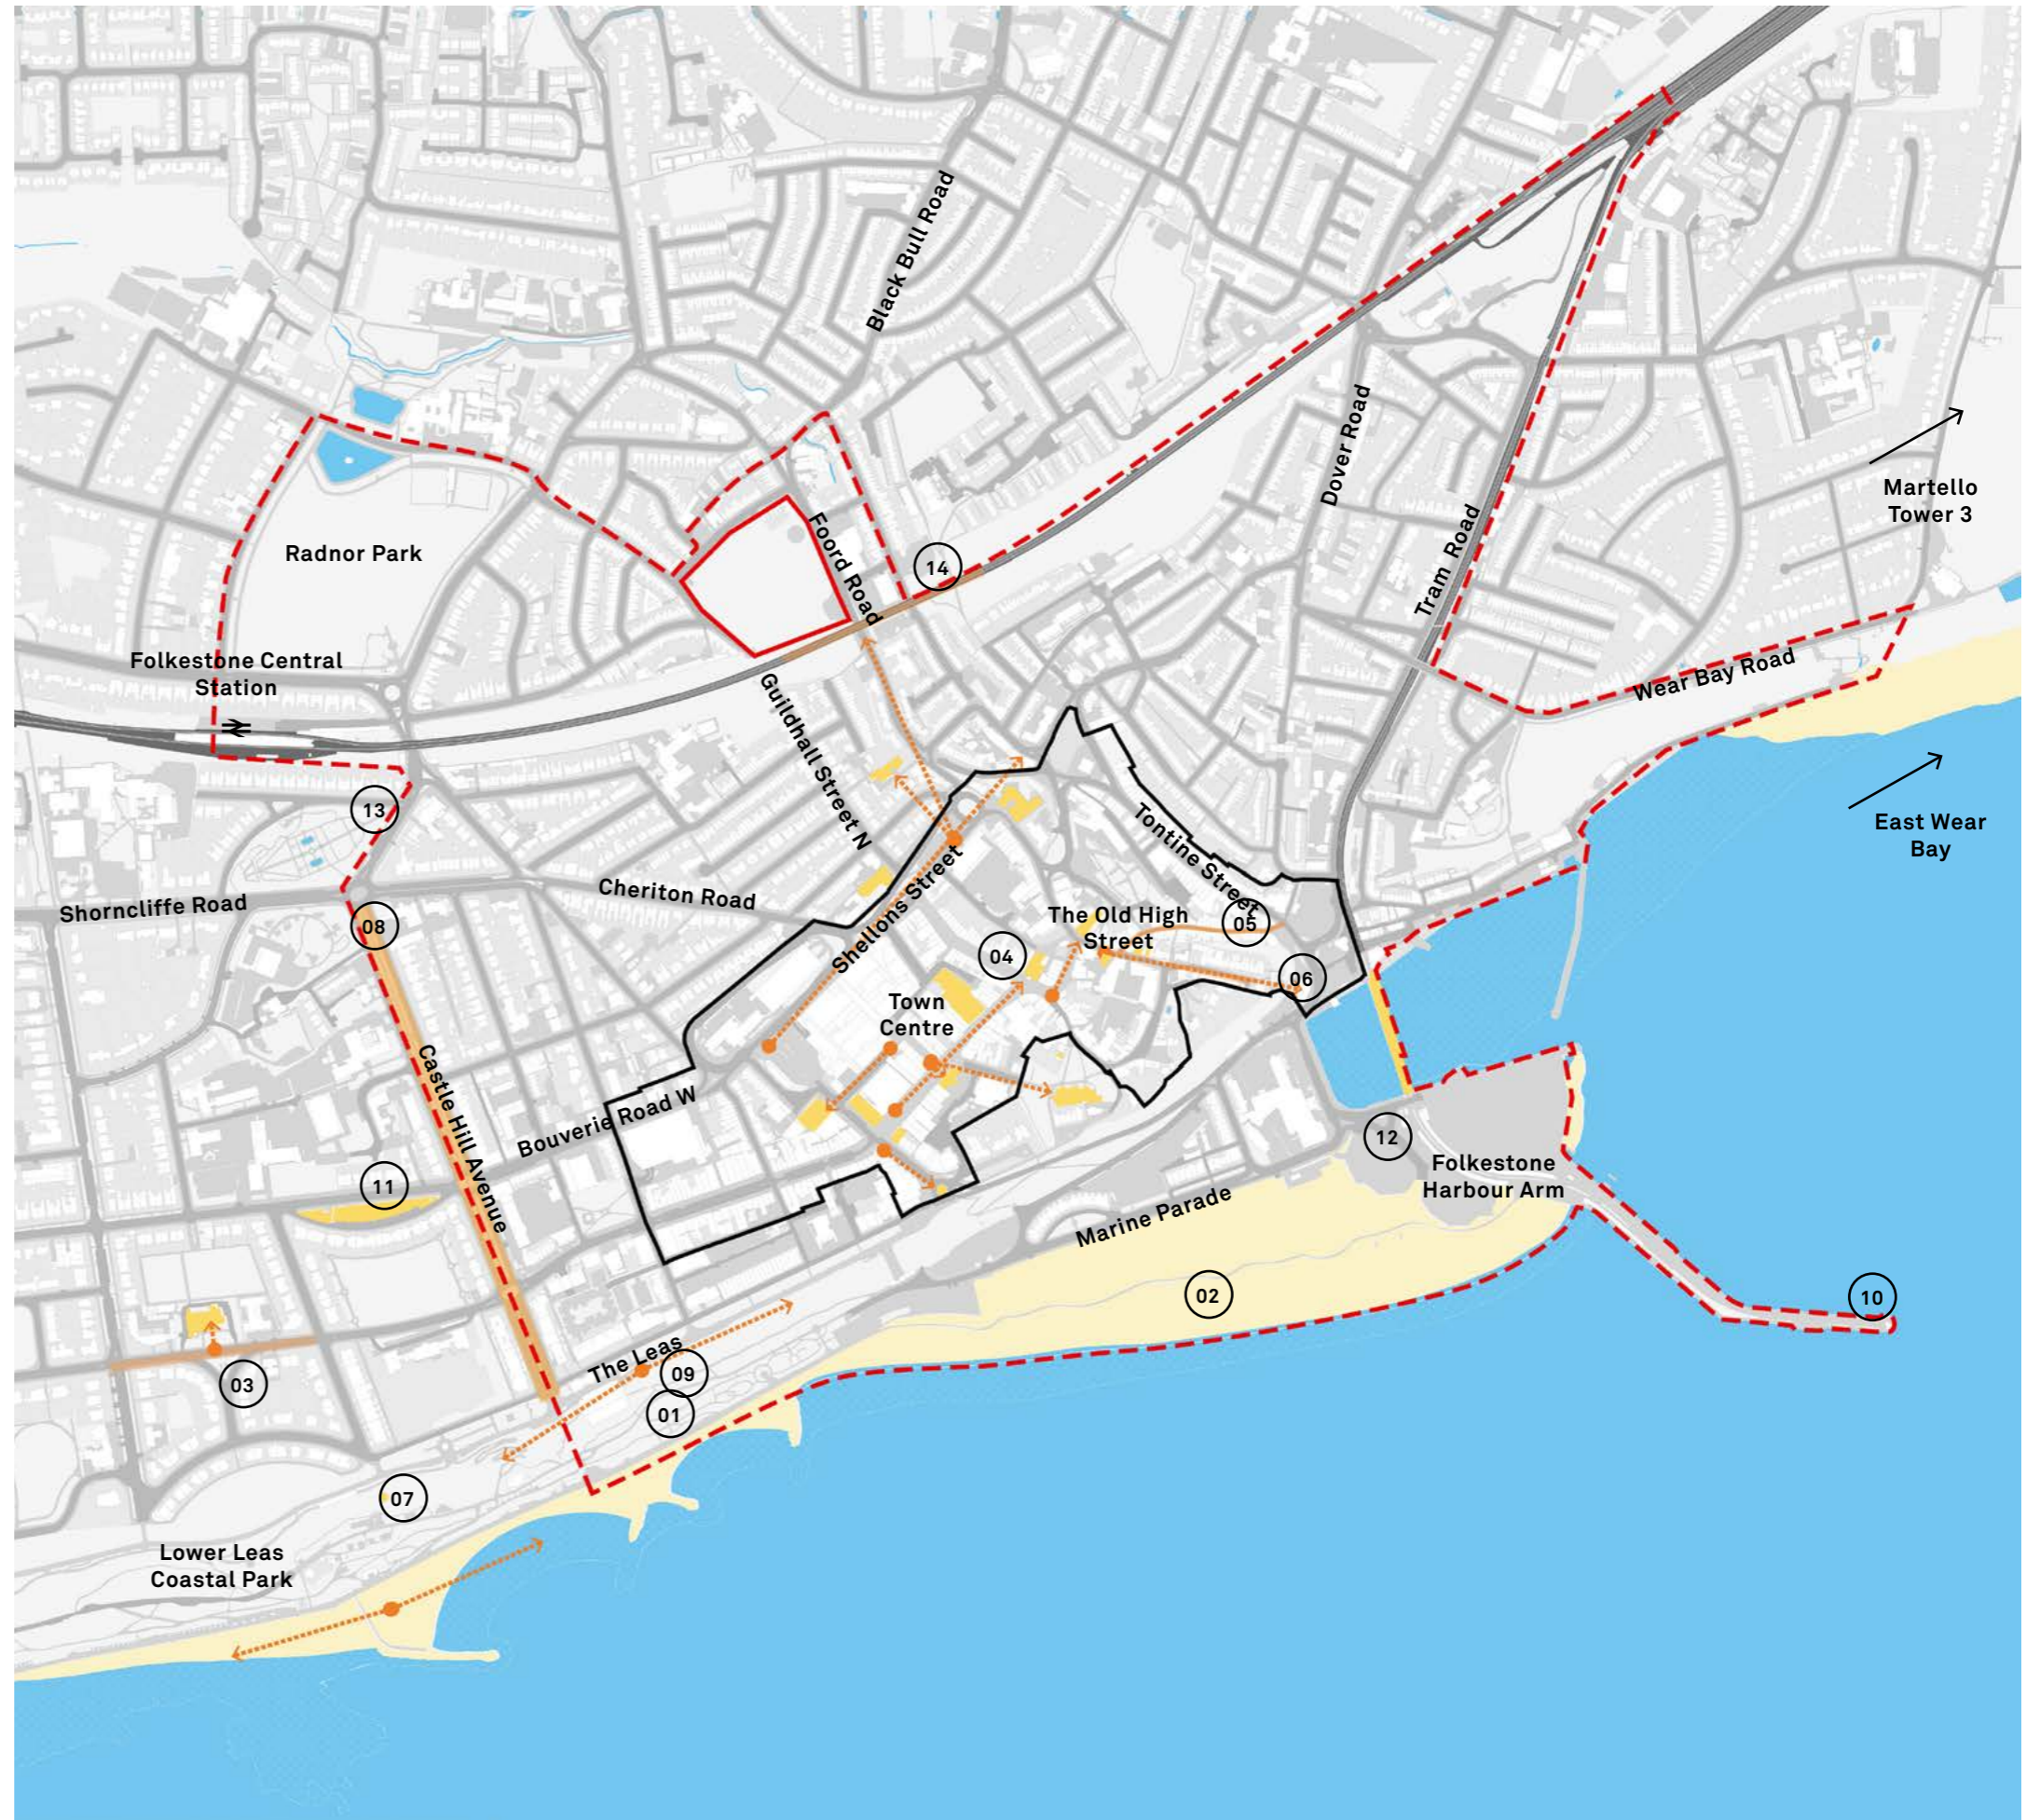 Black Bull Road
Dover Road
Martello
Tower 3
Radnor Park
Foord Road
14
Tram Road
Folkestone Central
Station
Wear Bay Road
Guildhall Street N
13
East Wear
Bay
Tontine Street
Cheriton Road
Shorncliffe Road
08
Shellons Street
The Old High
Street
05
04
06
Town
Centre
Castle Hill Avenue
Bouverie Road W
12
11
Folkestone
Harbour Arm
Marine Parade
02
10
The Leas
09
03
01
07
Lower Leas
Coastal Park